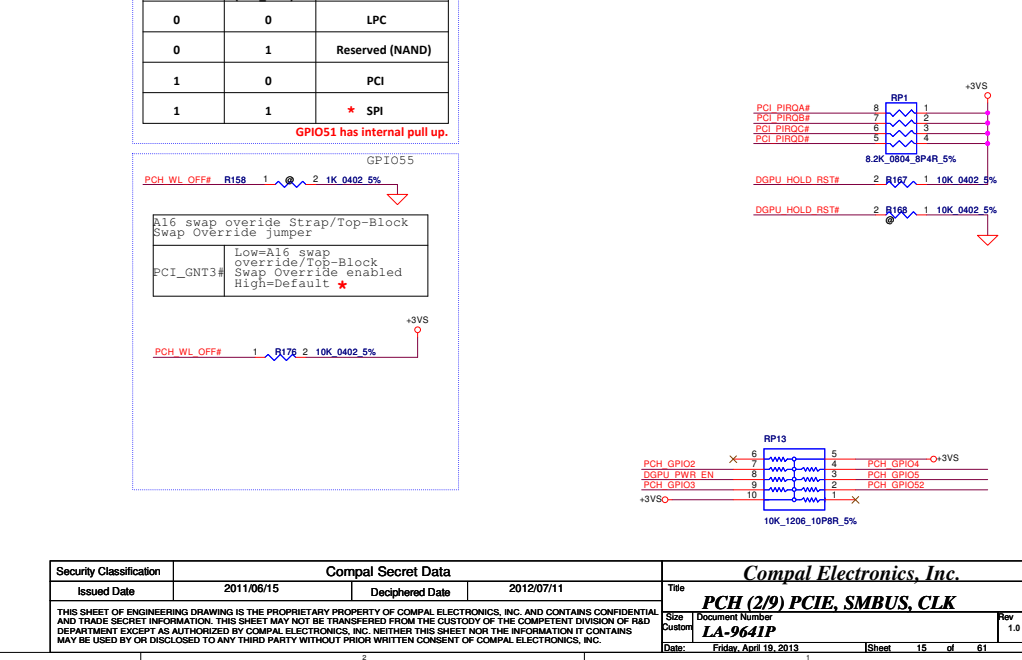 0 0 LPC
0 1 Reserved (NAND)
1 0 PCI
1 1 * SPI
GPIO51 has internal pull up.
GPIO55
PCH_WL_OFF# R158 1 @ 2 1K_0402_5%
A16 swap overide Strap/Top-Block
Swap Override jumper
PCI_GNT3#
Low=A16 swap
override/Top-Block
Swap Override enabled
High=Default *
+3VS
PCH_WL_OFF# 1 R176 2 10K_0402_5%
+3VS
RP1
PCI_PIRQA# 8 1
PCI_PIRQB# 7 2
PCI_PIRQC# 6 3
PCI_PIRQD# 5 4
8.2K_0804_8P4R_5%
DGPU_HOLD_RST# 2 R167 1 10K_0402_5%
DGPU_HOLD_RST# 2 R168 1 10K_0402_5%
@
RP13
6 5 +3VS
PCH_GPIO2 7 4 PCH_GPIO4
DGPU_PWR_EN 8 3 PCH_GPIO5
PCH_GPIO3 9 2 PCH_GPIO52
+3VS 10 1
10K_1206_10P8R_5%
Security Classification Compal Secret Data
Issued Date 2011/06/15 Deciphered Date 2012/07/11
THIS SHEET OF ENGINEERING DRAWING IS THE PROPRIETARY PROPERTY OF COMPAL ELECTRONICS, INC. AND CONTAINS CONFIDENTIAL
AND TRADE SECRET INFORMATION. THIS SHEET MAY NOT BE TRANSFERED FROM THE CUSTODY OF THE COMPETENT DIVISION OF R&D
DEPARTMENT EXCEPT AS AUTHORIZED BY COMPAL ELECTRONICS, INC. NEITHER THIS SHEET NOR THE INFORMATION IT CONTAINS
MAY BE USED BY OR DISCLOSED TO ANY THIRD PARTY WITHOUT PRIOR WRITTEN CONSENT OF COMPAL ELECTRONICS, INC.
Compal Electronics, Inc.
Title
PCH (2/9) PCIE, SMBUS, CLK
Size Document Number Rev
Custom LA-9641P 1.0
Date: Friday, April 19, 2013 Sheet 15 of 61
2 1